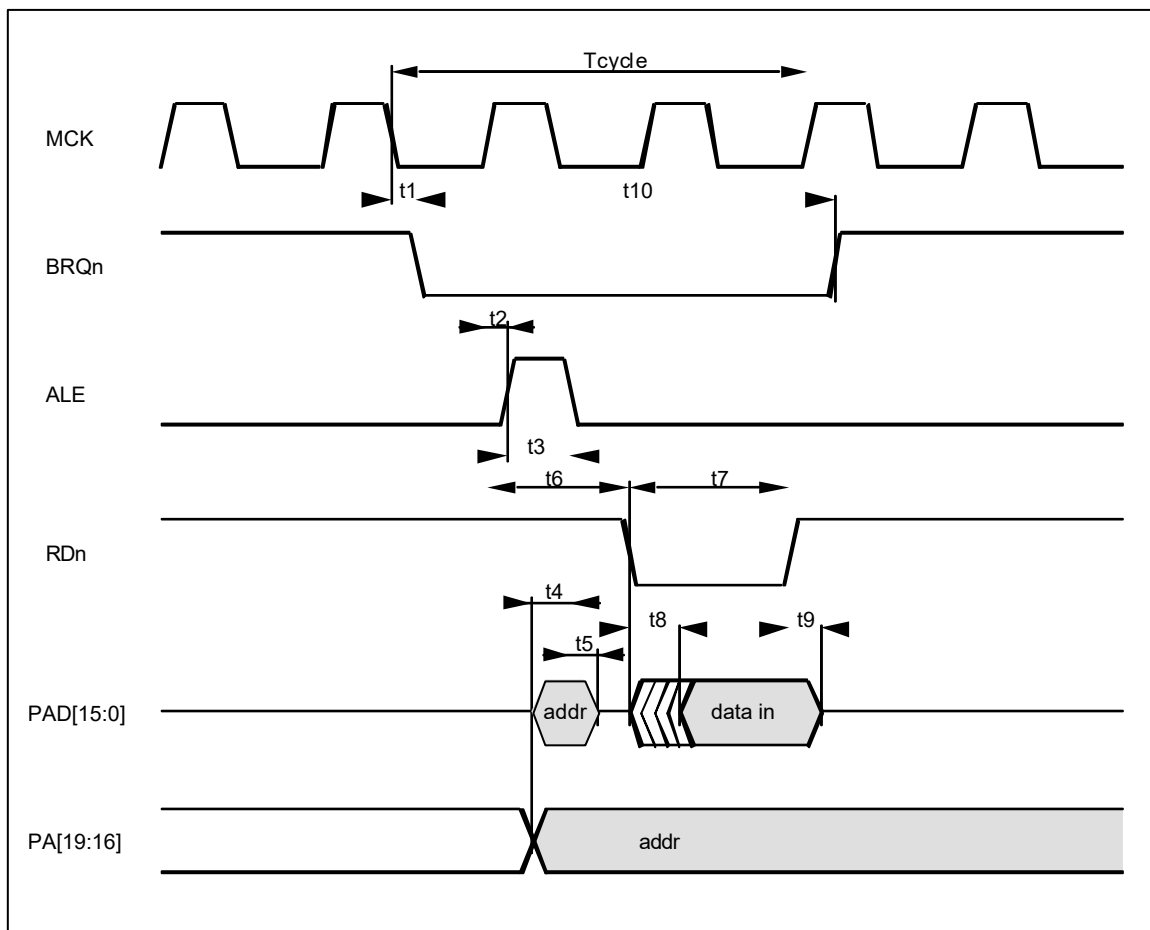 Tcycle
MCK
t1 t10
BRQn
t2
ALE
t3
t6 t7
RDn
t4
t8 t9
t5
PAD[15:0] addr data in
PA[19:16] addr